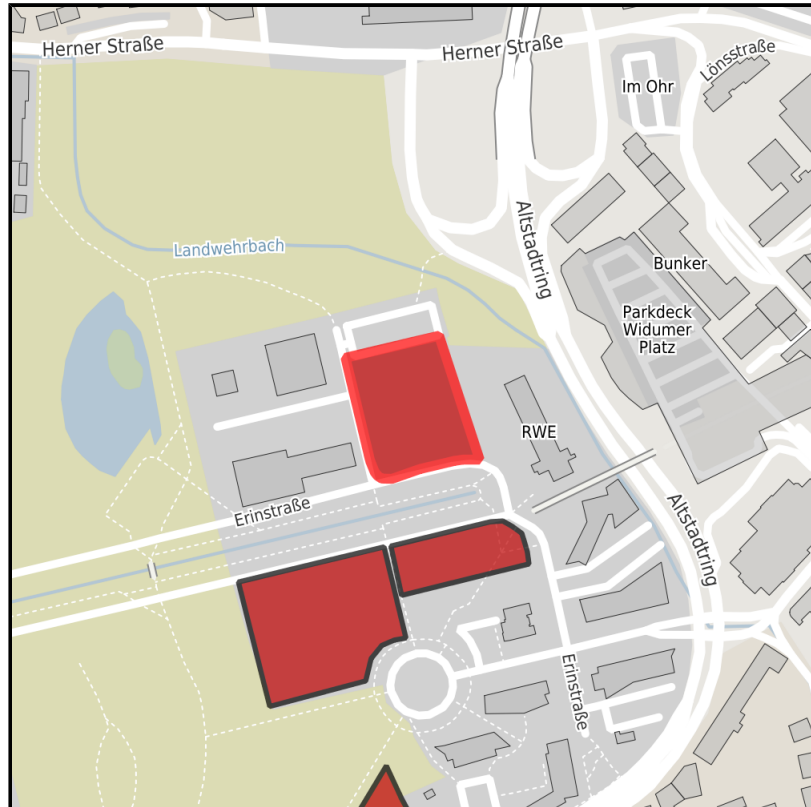 Herner Straße
Herner Straße
Lönsstraße
Im Ohr
Altstadtring
Landwehrbach
Bunker
Parkdeck
Widumer
Platz
RWE
Erinstraße
Altstadtring
Erinstraße